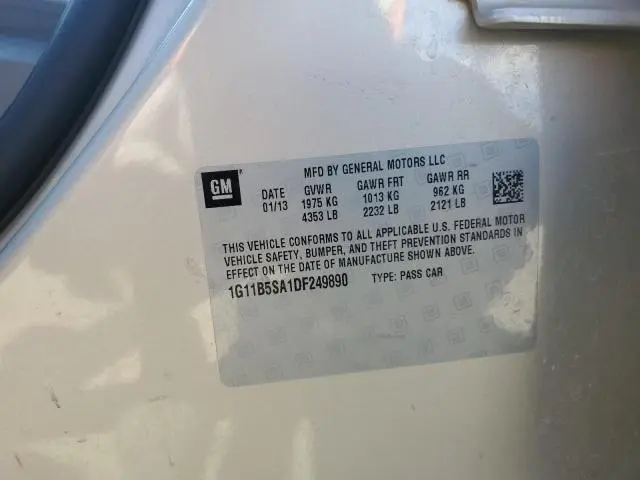 MFD BY GENERAL MOTORS LLC
GM
DATE GVWR GAWR FRT GAWR RR
01/13 1975 KG 1013 KG 962 KG
4353 LB 2232 LB 2121 LB
THIS VEHICLE CONFORMS TO ALL APPLICABLE U.S. FEDERAL MOTOR
VEHICLE SAFETY, BUMPER, AND THEFT PREVENTION STANDARDS IN
EFFECT ON THE DATE OF MANUFACTURE SHOWN ABOVE.
1G11B5SA1DF249890 TYPE: PASS CAR